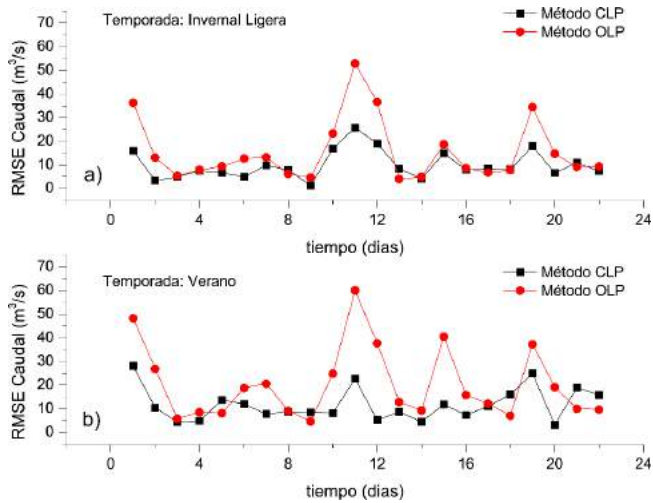 Temporada: Invernal Ligera
Método CLP
Método OLP
RMSE Caudal (m³/s)
70
60
50
40
30
20
10
0
a)
0 4 8 12 16 20 24
tiempo (dias)
Temporada: Verano
Método CLP
Método OLP
RMSE Caudal (m³/s)
70
60
50
40
30
20
10
0
b)
0 4 8 12 16 20 24
tiempo (dias)